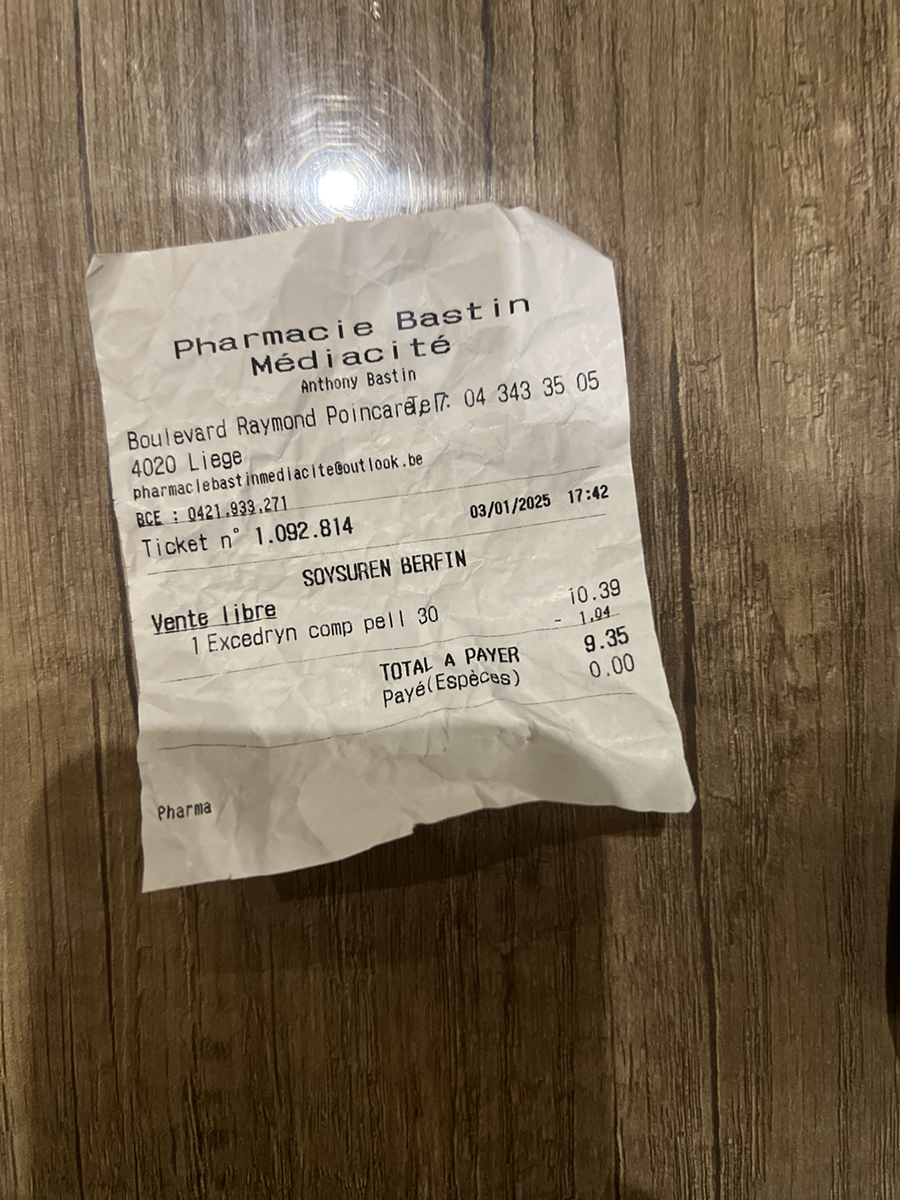 Pharmacie Bastin
Médiacité
Anthony Bastin
Boulevard Raymond Poincaré, 7 Tel : 04 343 35 05
4020 Liege
pharmaciebastinmediacite@outlook.be
BCE : 0421.933.271
Ticket n° 1.092.814 03/01/2025 17:42
SOYSUREN BERFIN
Vente libre
1 Excedryn comp pell 30 10.39
- 1.04
TOTAL A PAYER 9.35
Payé(Espèces) 0.00
Pharma